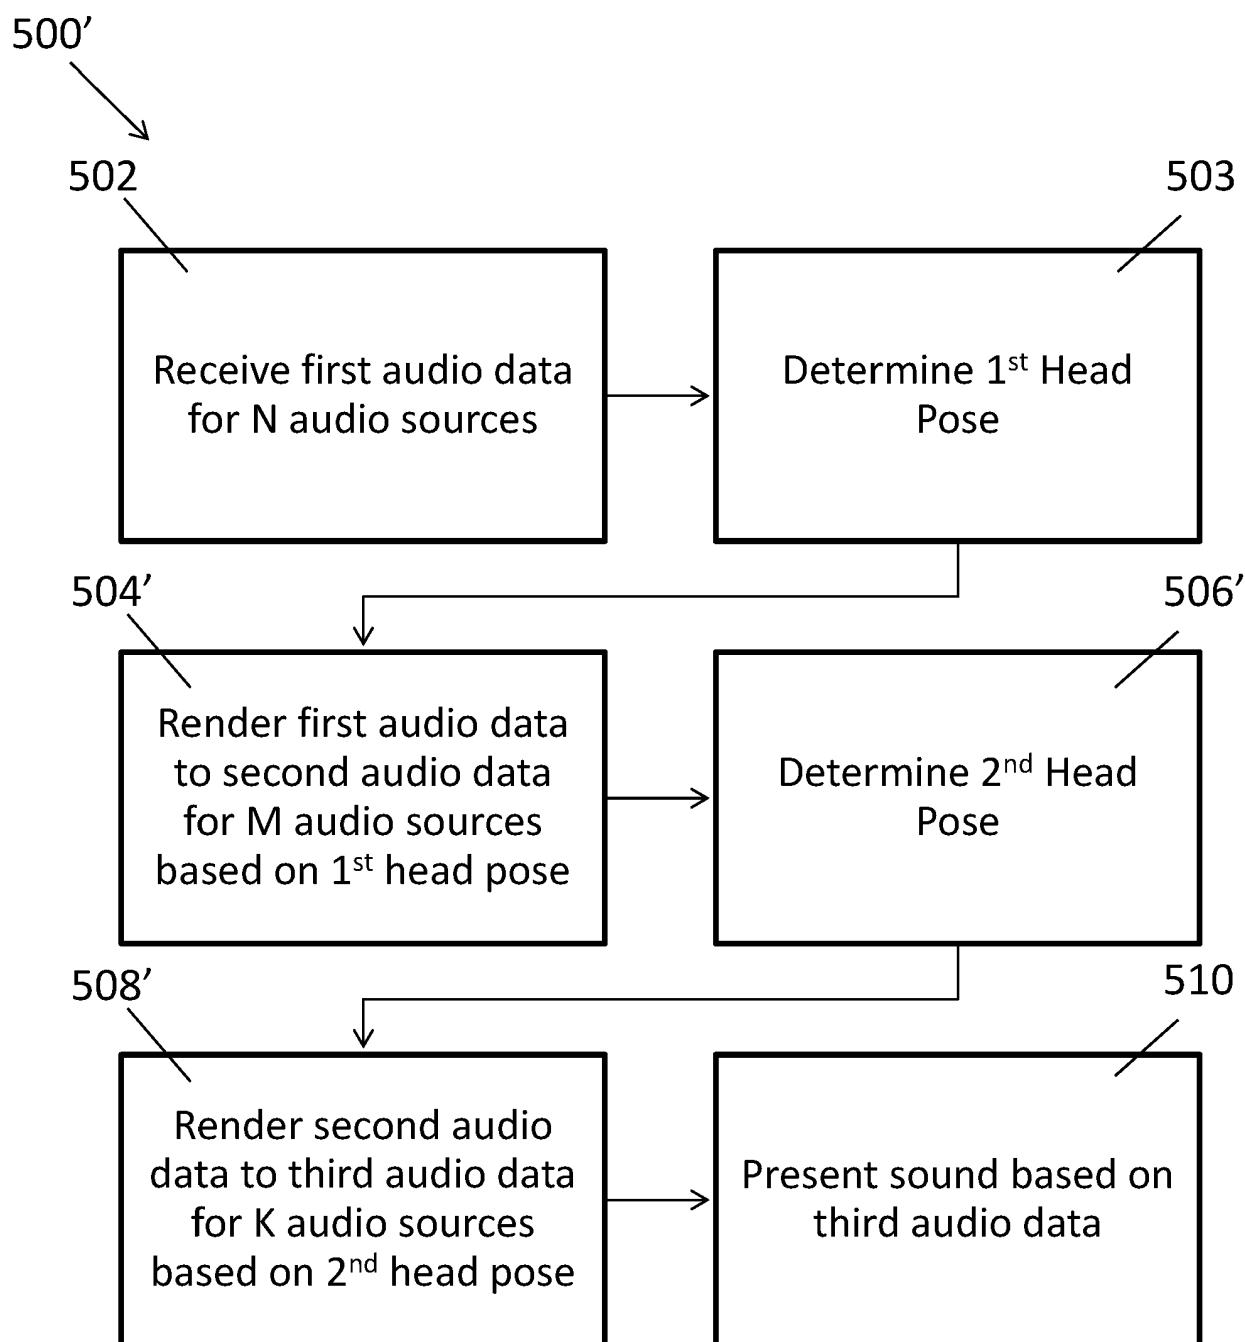 500’
502
503
Receive first audio data
for N audio sources
Determine 1st Head
Pose
504’
506’
Render first audio data
to second audio data
for M audio sources
based on 1st head pose
Determine 2nd Head
Pose
508’
510
Render second audio
data to third audio data
for K audio sources
based on 2nd head pose
Present sound based on
third audio data